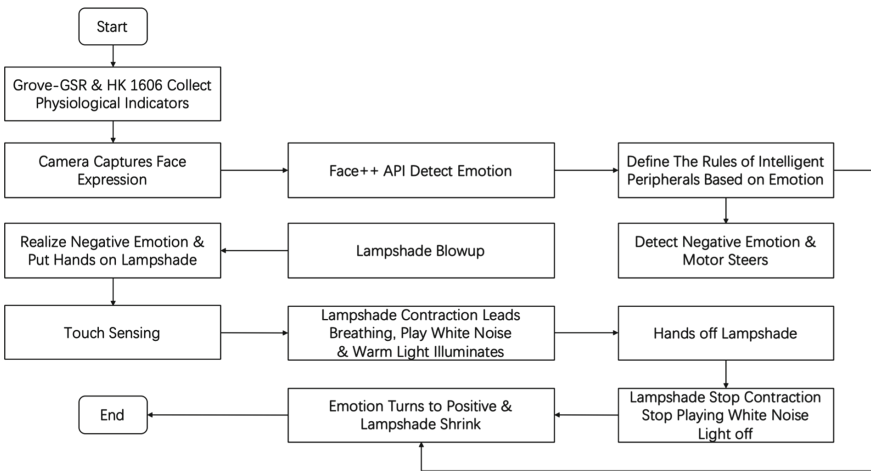 Start
Grove-GSR & HK 1606 Collect
Physiological Indicators
Camera Captures Face
Expression
Face++ API Detect Emotion
Define The Rules of Intelligent
Peripherals Based on Emotion
Realize Negative Emotion &
Put Hands on Lampshade
Lampshade Blowup
Detect Negative Emotion &
Motor Steers
Touch Sensing
Lampshade Contraction Leads
Breathing, Play White Noise
& Warm Light Illuminates
Hands off Lampshade
End
Emotion Turns to Positive &
Lampshade Shrink
Lampshade Stop Contraction
Stop Playing White Noise
Light off